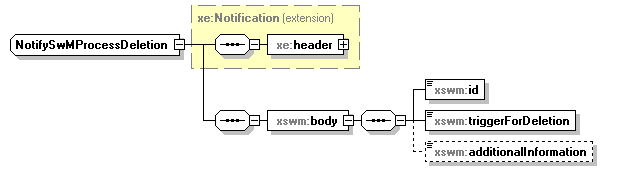 xe:Notification (extension)
NotifySwMProcessDeletion
xe:header
xswm:id
xswm:body
xswm:triggerForDeletion
xswm:additionalInformation